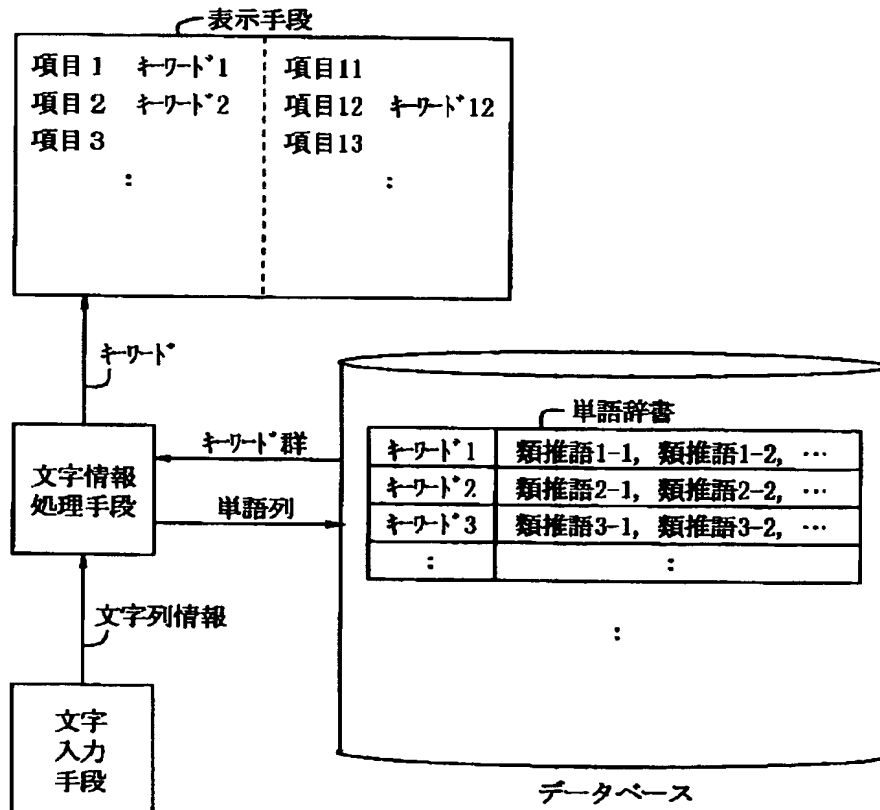 表示手段
項目1 キーワード1
項目2 キーワード2
項目3
:
項目11
項目12 キーワード12
項目13
:
キーワード
文字情報
処理手段
キーワード群
単語列
文字列情報
文字
入力
手段
単語辞書
キーワード1 類推語1-1, 類推語1-2, …
キーワード2 類推語2-1, 類推語2-2, …
キーワード3 類推語3-1, 類推語3-2, …
: :
:
データベース